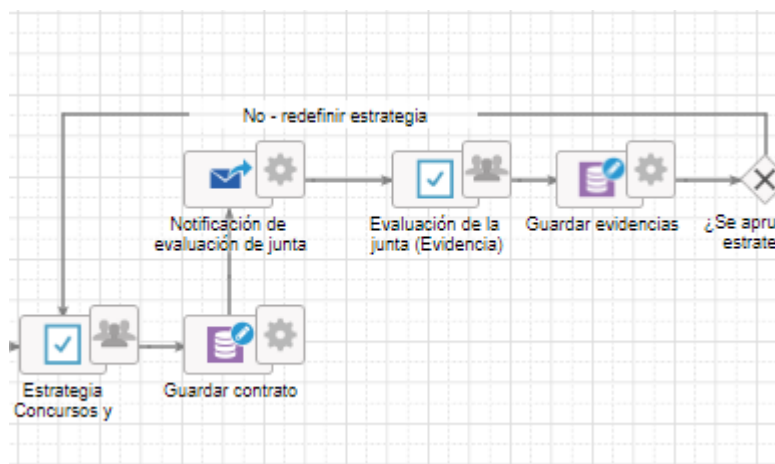 No - redefinir estrategia
Notificación de
evaluación de junta
Evaluación de la
junta (Evidencia)
Guardar evidencias
¿Se apru
estrate
Estrategia
Concursos y
Guardar contrato